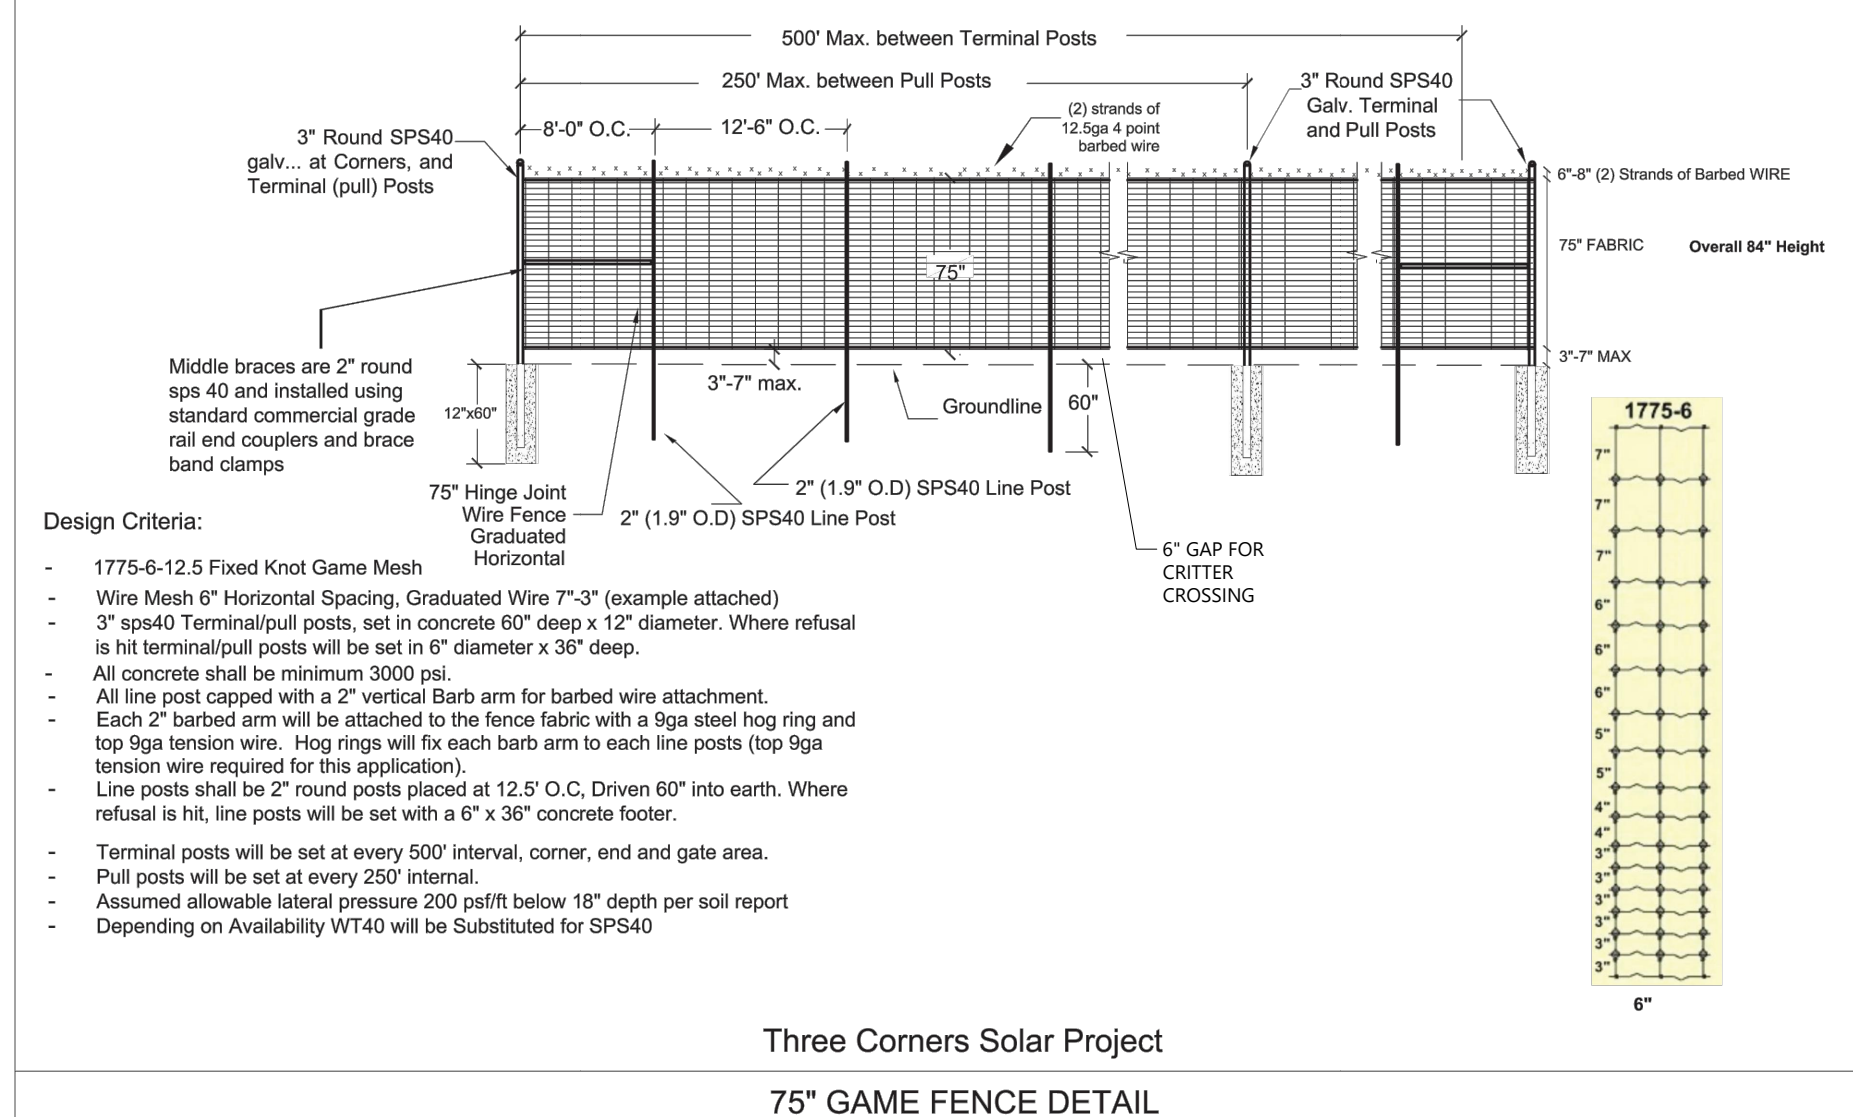 500' Max. between Terminal Posts
250' Max. between Pull Posts
3" Round SPS40
Galv. Terminal
and Pull Posts
(2) strands of
12.5ga 4 point
barbed wire
8'-0" O.C.
12'-6" O.C.
3" Round SPS40
galv... at Corners, and
Terminal (pull) Posts
6"-8" (2) Strands of Barbed WIRE
75" FABRIC
Overall 84" Height
75"
3"-7" MAX
Middle braces are 2" round
sps 40 and installed using
standard commercial grade
rail end couplers and brace
band clamps
12"x60"
3"-7" max.
Groundline
60"
2" (1.9" O.D) SPS40 Line Post
2" (1.9" O.D) SPS40 Line Post
75" Hinge Joint
Wire Fence
Graduated
Horizontal
6" GAP FOR
CRITTER
CROSSING
Design Criteria:
- 1775-6-12.5 Fixed Knot Game Mesh
- Wire Mesh 6" Horizontal Spacing, Graduated Wire 7"-3" (example attached)
- 3" sps40 Terminal/pull posts, set in concrete 60" deep x 12" diameter. Where refusal
is hit terminal/pull posts will be set in 6" diameter x 36" deep.
- All concrete shall be minimum 3000 psi.
- All line post capped with a 2" vertical Barb arm for barbed wire attachment.
- Each 2" barbed arm will be attached to the fence fabric with a 9ga steel hog ring and
top 9ga tension wire. Hog rings will fix each barb arm to each line posts (top 9ga
tension wire required for this application).
- Line posts shall be 2" round posts placed at 12.5' O.C, Driven 60" into earth. Where
refusal is hit, line posts will be set with a 6" x 36" concrete footer.
- Terminal posts will be set at every 500' interval, corner, end and gate area.
- Pull posts will be set at every 250' internal.
- Assumed allowable lateral pressure 200 psf/ft below 18" depth per soil report
- Depending on Availability WT40 will be Substituted for SPS40
1775-6
7"
7"
7"
6"
6"
6"
5"
5"
4"
4"
3"
3"
3"
3"
3"
3"
6"
Three Corners Solar Project
75" GAME FENCE DETAIL